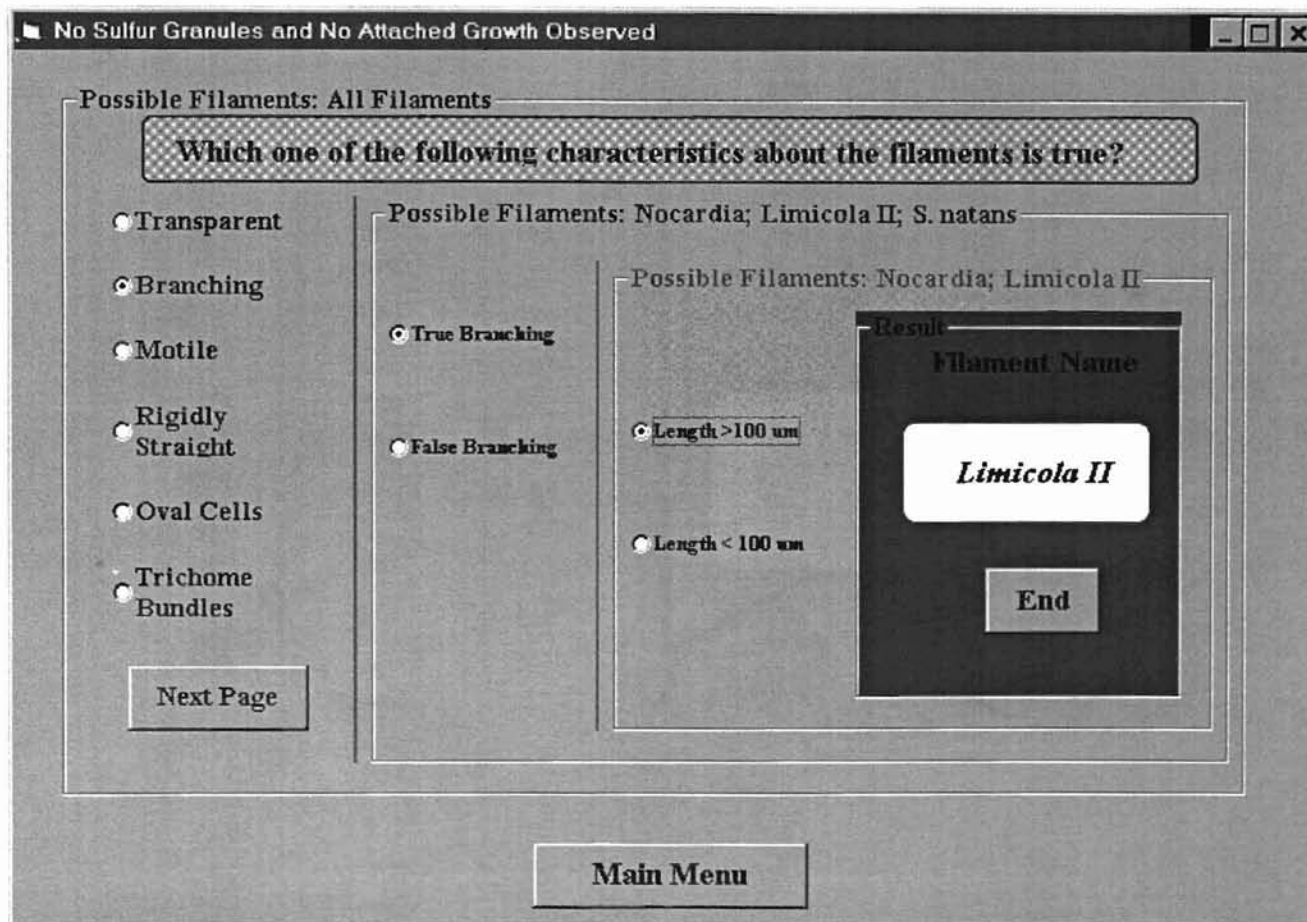 No Sulfur Granules and No Attached Growth Observed
Possible Filaments: All Filaments
Which one of the following characteristics about the filaments is true?
Transparent
Branching
Motile
Rigidly
Straight
Oval Cells
Trichome
Bundles
Next Page
Possible Filaments: Nocardia; Limicola II; S. natans
True Branching
False Branching
Possible Filaments: Nocardia; Limicola II
Length >100 um
Length < 100 um
Result
Filament Name
Limicola II
End
Main Menu